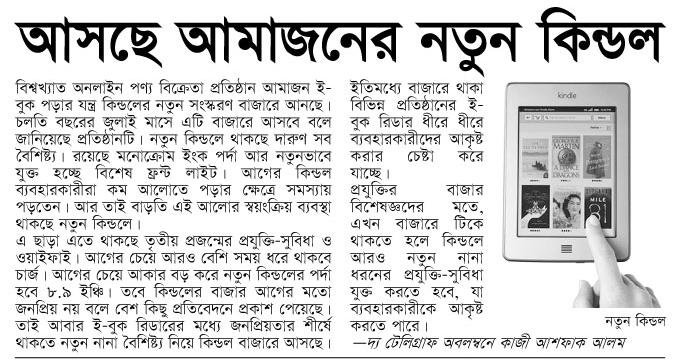 আসছে আমাজনের নতুন কিন্ডল
বিশ্বখ্যাত অনলাইন পণ্য বিক্রেতা প্রতিষ্ঠান আমাজন ই-
বুক পড়ার যন্ত্র কিন্ডলের নতুন সংস্করণ বাজারে আনছে।
চলতি বছরের জুলাই মাসে এটি বাজারে আসবে বলে
জানিয়েছে প্রতিষ্ঠানটি। নতুন কিন্ডলে থাকছে দারুণ সব
বৈশিষ্ট্য। রয়েছে মনোক্রোম ইংক পর্দা আর নতুনভাবে
যুক্ত হচ্ছে বিশেষ ফ্রন্ট লাইট। আগের কিন্ডল
ব্যবহারকারীরা কম আলোতে পড়ার ক্ষেত্রে সমস্যায়
পড়তেন। আর তাই বাড়তি এই আলোর স্বয়ংক্রিয় ব্যবস্থা
থাকছে নতুন কিন্ডলে।
এ ছাড়া এতে থাকছে তৃতীয় প্রজন্মের প্রযুক্তি-সুবিধা ও
ওয়াইফাই। আগের চেয়ে আরও বেশি সময় ধরে থাকবে
চার্জ। আগের চেয়ে আকার বড় করে নতুন কিন্ডলের পর্দা
হবে ৮.৯ ইঞ্চি। তবে কিন্ডলের বাজার আগের মতো
জনপ্রিয় নয় বলে বেশ কিছু প্রতিবেদনে প্রকাশ পেয়েছে।
তাই আবার ই-বুক রিডারের মধ্যে জনপ্রিয়তার শীর্ষে
থাকতে নতুন নানা বৈশিষ্ট্য নিয়ে কিন্ডল বাজারে আসছে।
ইতিমধ্যে বাজারে থাকা
বিভিন্ন প্রতিষ্ঠানের ই-
বুক রিডার ধীরে ধীরে
ব্যবহারকারীদের আকৃষ্ট
করার চেষ্টা করে
যাচ্ছে।
প্রযুক্তির বাজার
বিশেষজ্ঞদের মতে,
এখন বাজারে টিকে
থাকতে হলে কিন্ডলে
আরও নতুন নানা
ধরনের প্রযুক্তি-সুবিধা
যুক্ত করতে হবে, যা
ব্যবহারকারীকে আকৃষ্ট
করতে পারে।
—দ্য টেলিগ্রাফ অবলম্বনে কাজী আশফাক আলম
kindle
GEORGE R.R.
MARTIN
A DANCE
DRAGONS
MILE
81
নতুন কিন্ডল